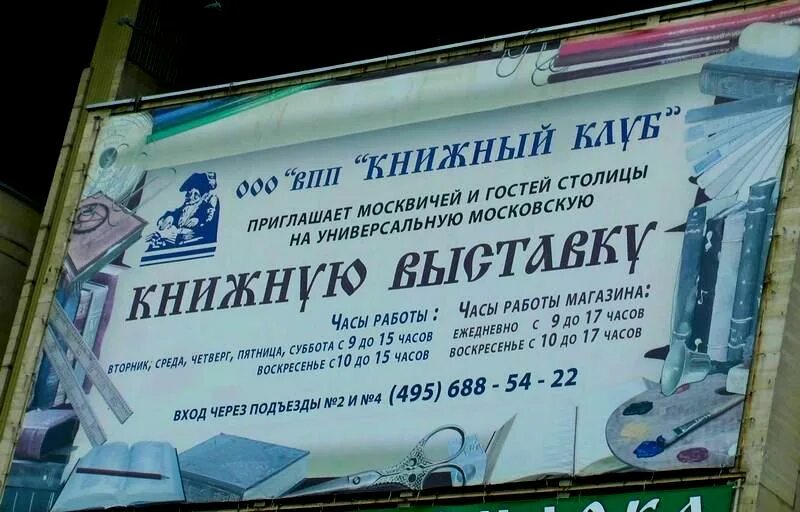 ООО "ВПП "КНИЖНЫЙ КЛУБ"
ПРИГЛАШАЕТ МОСКВИЧЕЙ И ГОСТЕЙ СТОЛИЦЫ
НА УНИВЕРСАЛЬНУЮ МОСКОВСКУЮ
КНИЖНУЮ ВЫСТАВКУ
ЧАСЫ РАБОТЫ :
ВТОРНИК, СРЕДА, ЧЕТВЕРГ, ПЯТНИЦА, СУББОТА С 9 ДО 15 ЧАСОВ
ВОСКРЕСЕНЬЕ С 10 ДО 15 ЧАСОВ
ЧАСЫ РАБОТЫ МАГАЗИНА:
ЕЖЕДНЕВНО С 9 ДО 17 ЧАСОВ
ВОСКРЕСЕНЬЕ С 10 ДО 17 ЧАСОВ
ВХОД ЧЕРЕЗ ПОДЪЕЗДЫ №2 И №4 (495) 688 - 54 - 22